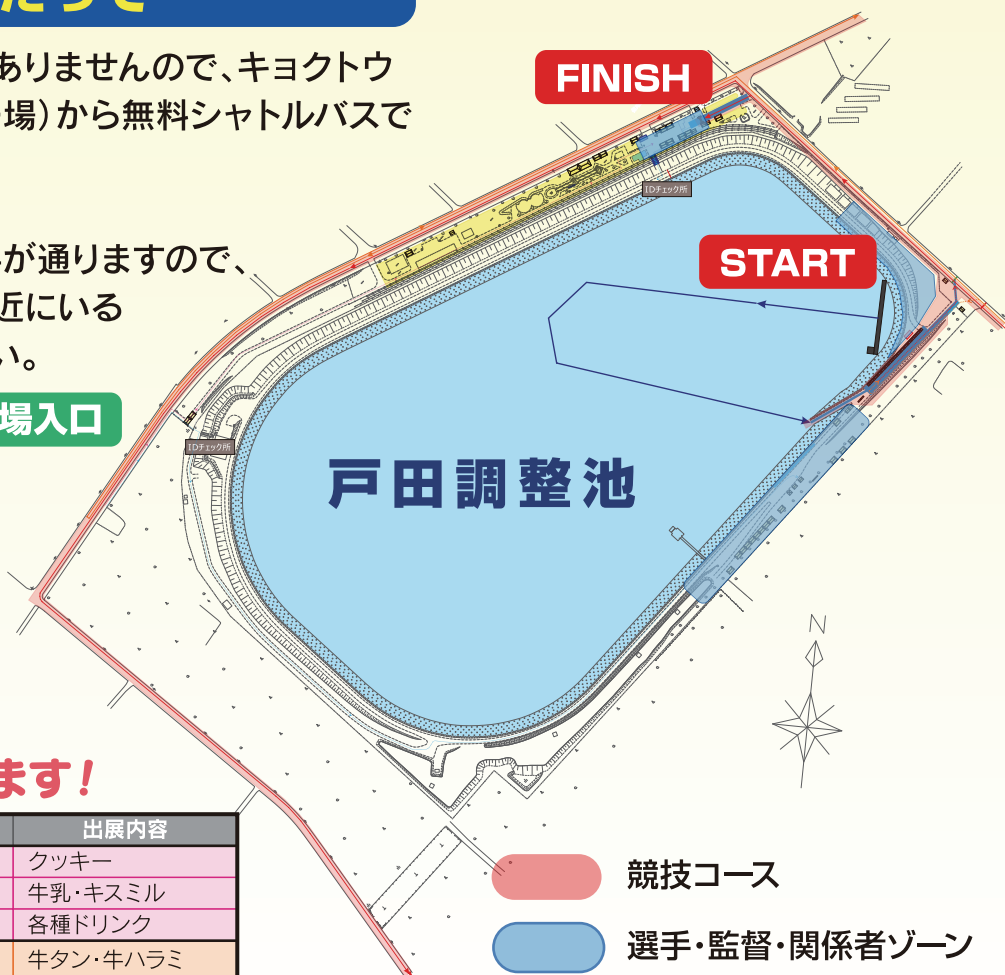 たって
ありませんので、キョクトウ
場)から無料シャトルバスで
が通りますので、
近にいる
い。
場入口
FINISH
IDチェック所
START
IDチェック所
戸田調整池
N
ます!
出展内容
クッキー
牛乳・キスミル
各種ドリンク
牛タン・牛ハラミ
競技コース
選手・監督・関係者ゾーン